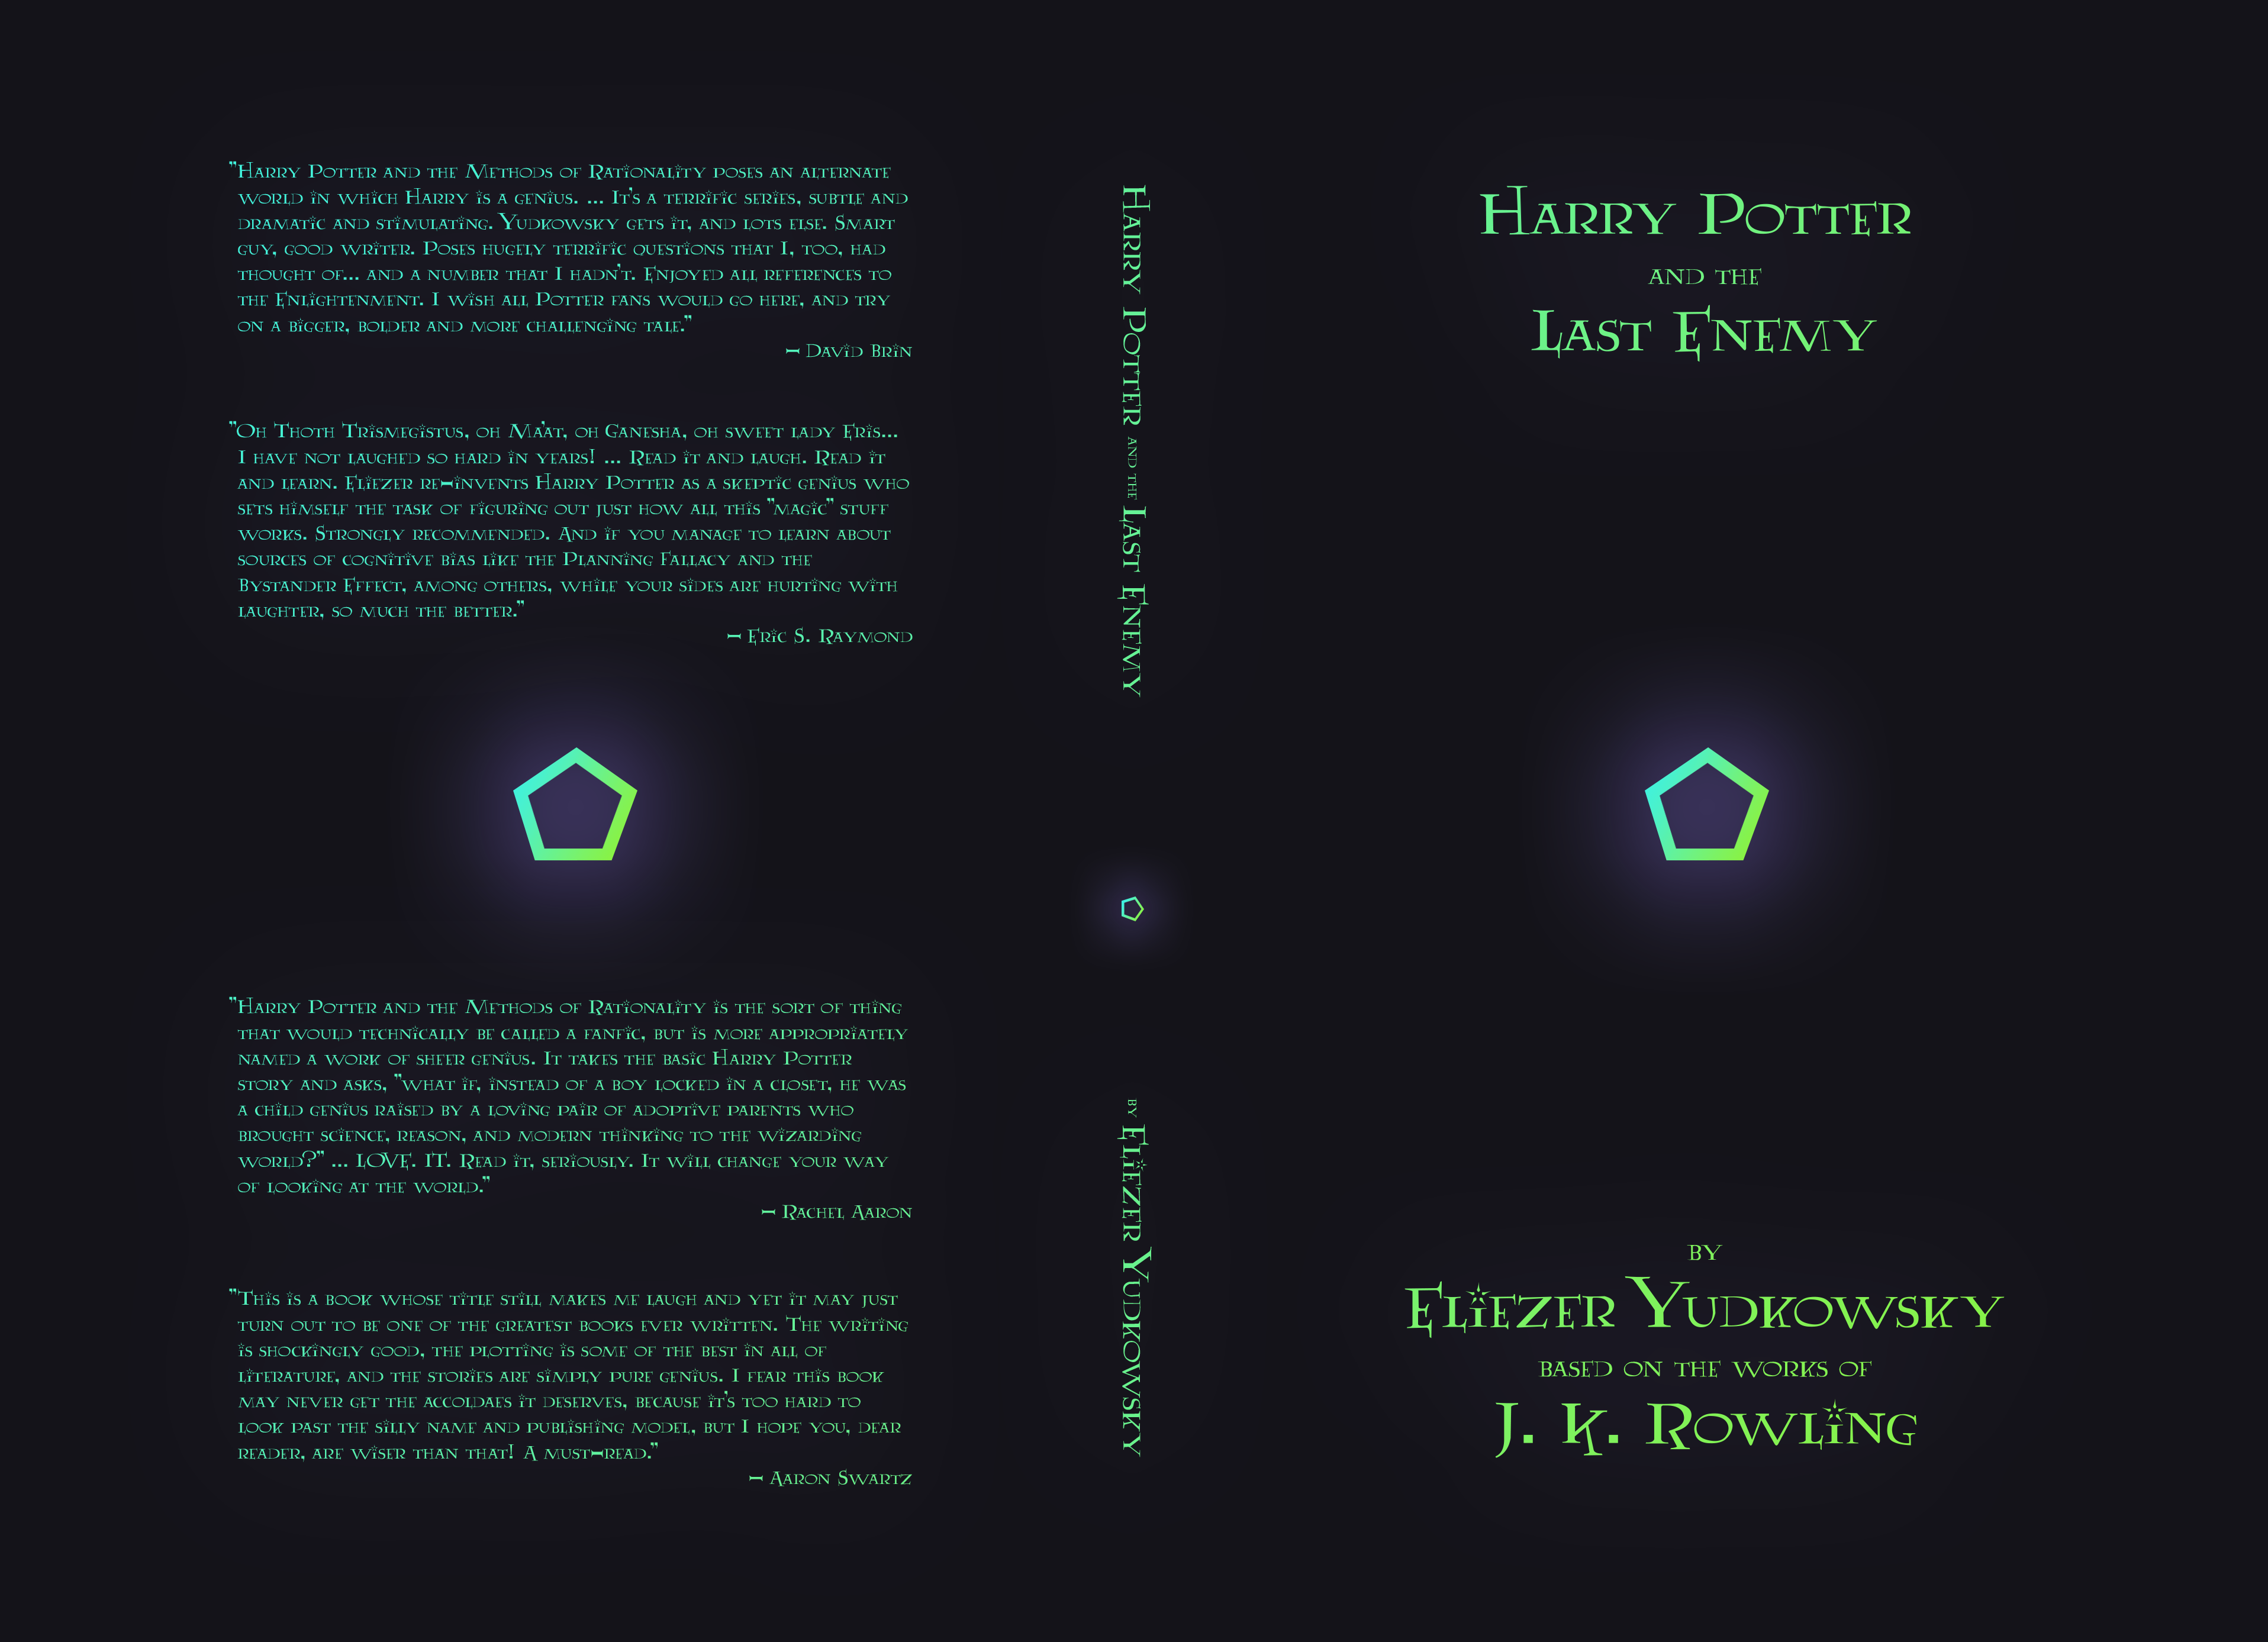 "Harry Potter and the Methods of Rationality poses an alternate
world in which Harry is a genius. ... It's a terrific series, subtle and
dramatic and stimulating. Yudkowsky gets it, and lots else. Smart
guy, good writer. Poses hugely terrific questions that I, too, had
thought of... and a number that I hadn't. Enjoyed all references to
the Enlightenment. I wish all Potter fans would go here, and try
on a bigger, bolder and more challenging tale."
- David Brin
"Oh Thoth Trismegistus, oh Ma'at, oh Ganesha, oh sweet lady Eris...
I have not laughed so hard in years! ... Read it and laugh. Read it
and learn. Eliezer re-invents Harry Potter as a skeptic genius who
sets himself the task of figuring out just how all this "magic" stuff
works. Strongly recommended. And if you manage to learn about
sources of cognitive bias like the Planning Fallacy and the
Bystander Effect, among others, while your sides are hurting with
laughter, so much the better."
- Eric S. Raymond
"Harry Potter and the Methods of Rationality is the sort of thing
that would technically be called a fanfic, but is more appropriately
named a work of sheer genius. It takes the basic Harry Potter
story and asks, "what if, instead of a boy locked in a closet, he was
a child genius raised by a loving pair of adoptive parents who
brought science, reason, and modern thinking to the wizarding
world?" ... LOVE. IT. Read it, seriously. It will change your way
of looking at the world."
- Rachel Aaron
"This is a book whose title still makes me laugh and yet it may just
turn out to be one of the greatest books ever written. The writing
is shockingly good, the plotting is some of the best in all of
literature, and the stories are simply pure genius. I fear this book
may never get the accoldaes it deserves, because it's too hard to
look past the silly name and publishing model, but I hope you, dear
reader, are wiser than that! A must-read."
- Aaron Swartz
Harry Potter and the Last Enemy
by Eliezer Yudkowsky
Harry Potter
and the
Last Enemy
by
Eliezer Yudkowsky
based on the works of
J. K. Rowling